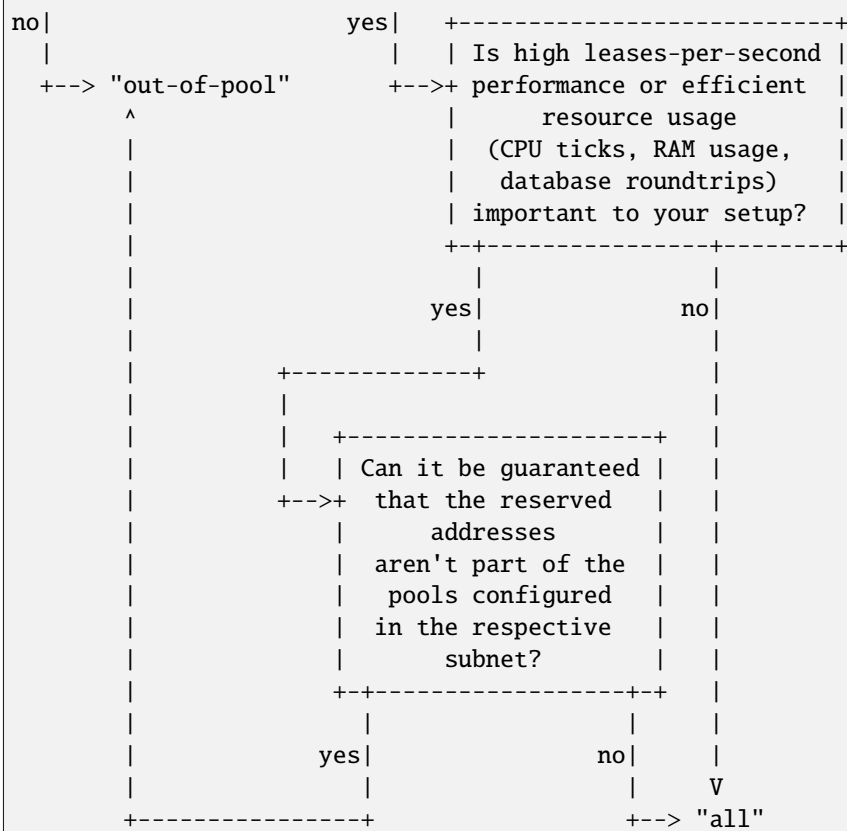 no| yes| +---------------------------+
| | | Is high leases-per-second |
+--> "out-of-pool" +-->+ performance or efficient |
^ | resource usage |
| | (CPU ticks, RAM usage, |
| | database roundtrips) |
| | important to your setup? |
| +-+----------------+--------+
| | |
| yes| no|
| | |
| +-------------+ |
| | |
| | +----------------------+ |
| | | Can it be guaranteed | |
| +-->+ that the reserved | |
| | addresses | |
| | aren't part of the | |
| | pools configured | |
| | in the respective | |
| | subnet? | |
| +-+------------------+-+ |
| | | |
| yes| no| |
| | | V
+----------------+ +--> "all"